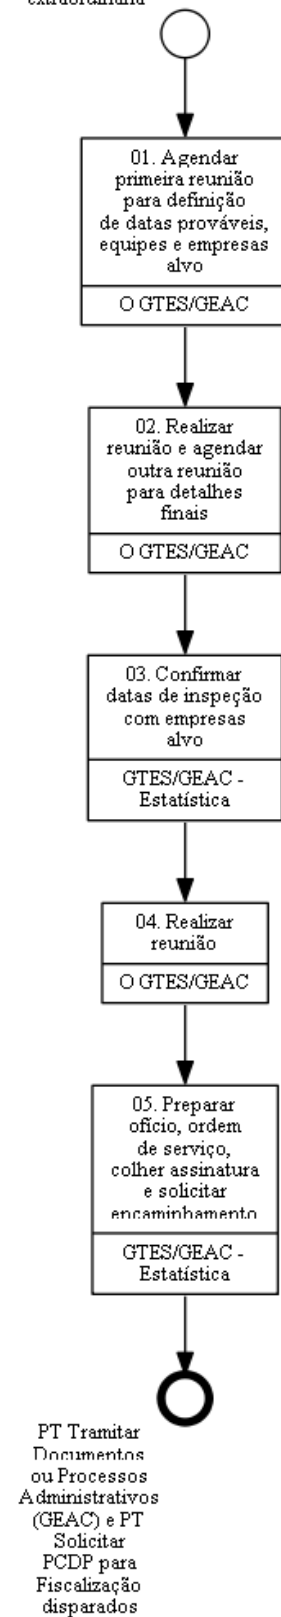 extraordinária
01. Agendar
primeira reunião
para definição
de datas prováveis,
equipes e empresas
alvo
O GTES/GEAC
02. Realizar
reunião e agendar
outra reunião
para detalhes
finais
O GTES/GEAC
03. Confirmar
datas de inspeção
com empresas
alvo
GTES/GEAC -
Estatística
04. Realizar
reunião
O GTES/GEAC
05. Preparar
ofício, ordem
de serviço,
colher assinatura
e solicitar
encaminhamento
GTES/GEAC -
Estatística
PT Tramitar
Documentos
ou Processos
Administrativos
(GEAC) e PT
Solicitar
PCDP para
Fiscalização
disparados